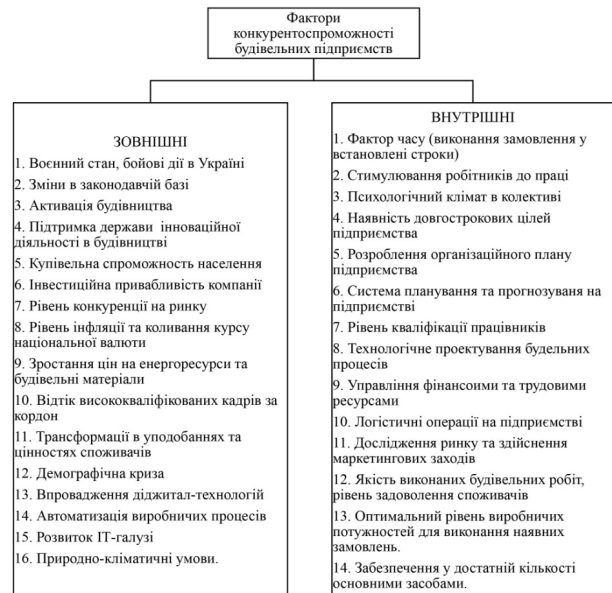 Фактори
конкурентоспроможності
будівельних підприємств
ЗОВНІШНІ
1. Воєнний стан, бойові дії в Україні
2. Зміни в законодавчій базі
3. Активація будівництва
4. Підтримка держави інноваційної
діяльності в будівництві
5. Купівельна спроможність населення
6. Інвестиційна привабливість компанії
7. Рівень конкуренції на ринку
8. Рівень інфляції та коливання курсу
національної валюти
9. Зростання цін на енергоресурси та
будівельні матеріали
10. Відтік висококваліфікованих кадрів за
кордон
11. Трансформації в уподобаннях та
цінностях споживачів
12. Демографічна криза
13. Впровадження діджитал-технологій
14. Автоматизація виробничих процесів
15. Розвиток ІТ-галузі
16. Природно-кліматичні умови.
ВНУТРІШНІ
1. Фактор часу (виконання замовлення у
встановлені строки)
2. Стимулювання робітників до праці
3. Психологічний клімат в колективі
4. Наявність довгострокових цілей
підприємства
5. Розроблення організаційного плану
підприємства
6. Система планування та прогнозуваня на
підприємстві
7. Рівень кваліфікації працівників
8. Технологічне проектування будельних
процесів
9. Управління фінансоими та трудовими
ресурсами
10. Логістичні операції на підприємстві
11. Дослідження ринку та здійснення
маркетингових заходів
12. Якість виконаних будівельних робіт,
рівень задоволення споживачів
13. Оптимальний рівень виробничих
потужностей для виконання наявних
замовлень.
14. Забезпечення у достатній кількості
основними засобами.